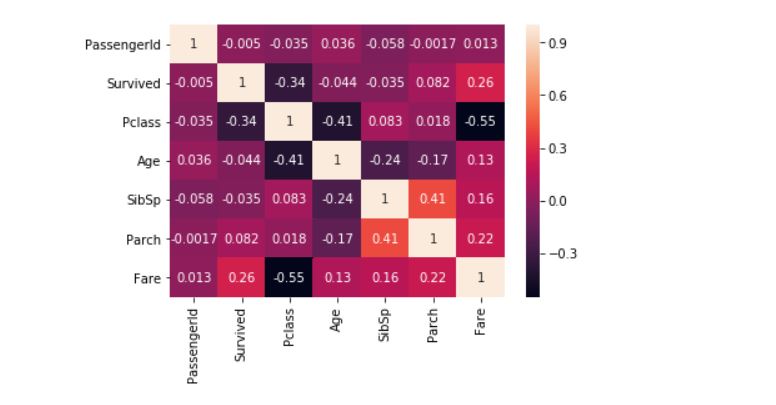 PassengerId 1 -0.005 -0.035 0.036 -0.058 -0.0017 0.013
Survived -0.005 1 -0.34 -0.044 -0.035 0.082 0.26
Pclass -0.035 -0.34 1 -0.41 0.083 0.018 -0.55
Age 0.036 -0.044 -0.41 1 -0.24 -0.17 0.13
SibSp -0.058 -0.035 0.083 -0.24 1 0.41 0.16
Parch -0.0017 0.082 0.018 -0.17 0.41 1 0.22
Fare 0.013 0.26 -0.55 0.13 0.16 0.22 1
PassengerId Survived Pclass Age SibSp Parch Fare
0.9
0.6
0.3
0.0
−0.3